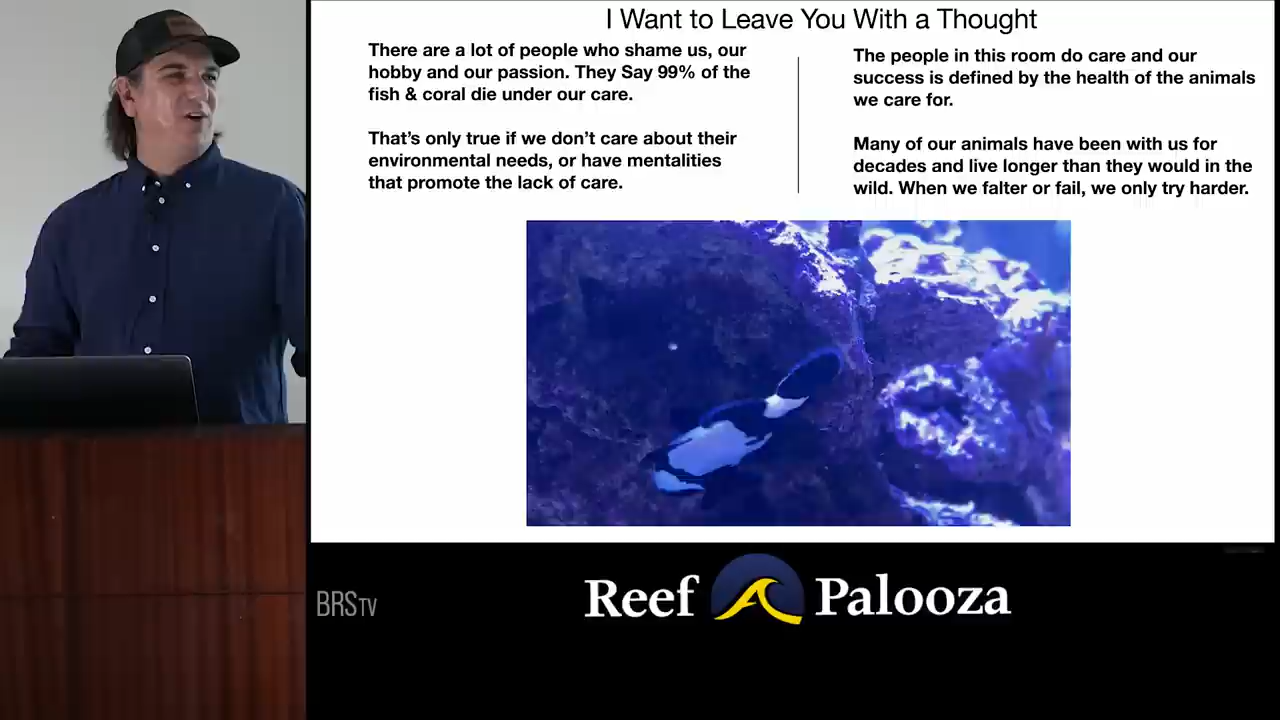 I Want to Leave You With a Thought
There are a lot of people who shame us, our
hobby and our passion. They Say 99% of the
fish & coral die under our care.
That's only true if we don't care about their
environmental needs, or have mentalities
that promote the lack of care.
The people in this room do care and our
success is defined by the health of the animals
we care for.
Many of our animals have been with us for
decades and live longer than they would in the
wild. When we falter or fail, we only try harder.
BRSTV
Reef Palooza